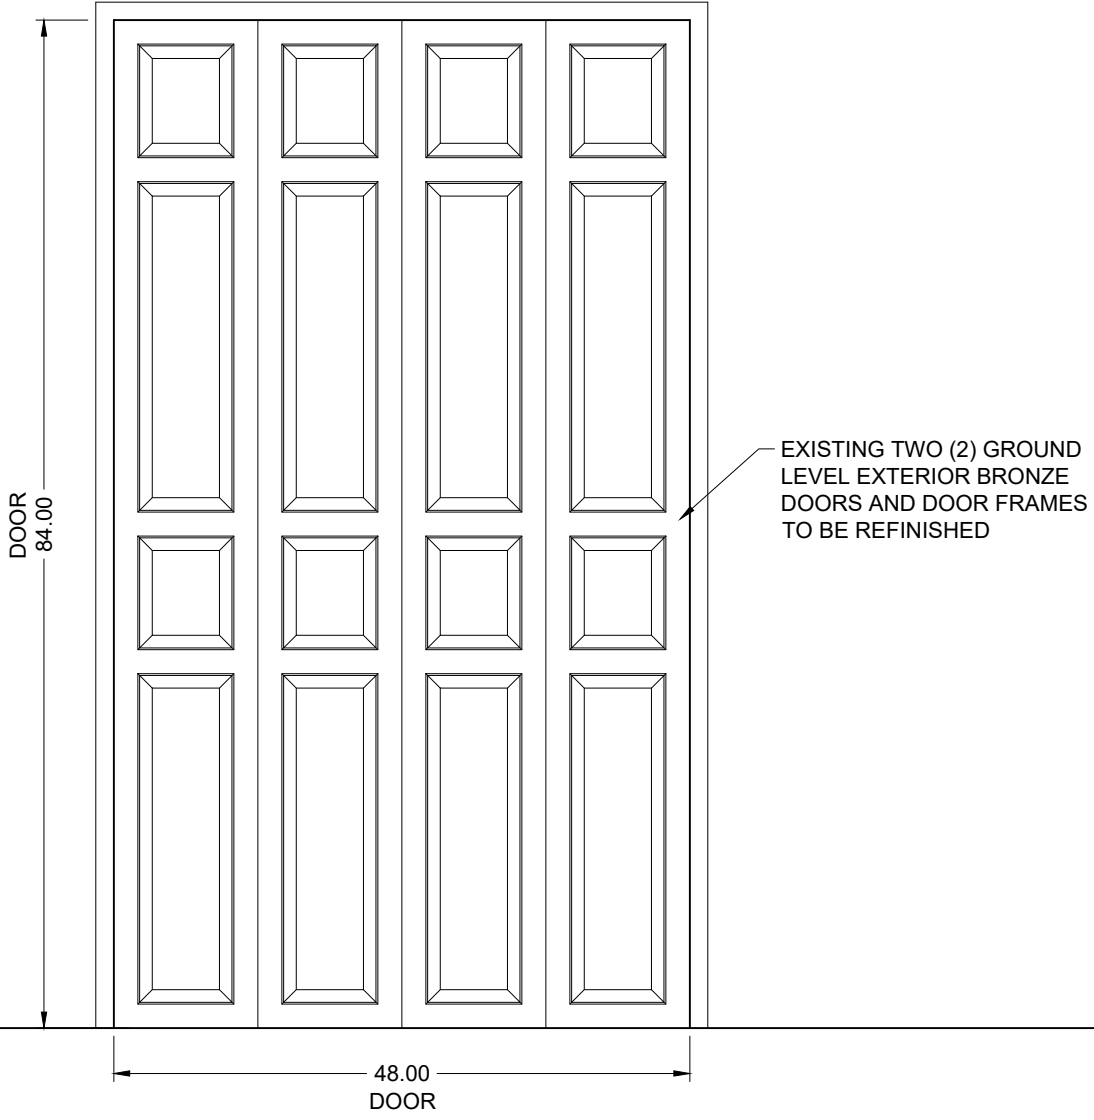 DOOR
84.00
EXISTING TWO (2) GROUND
LEVEL EXTERIOR BRONZE
DOORS AND DOOR FRAMES
TO BE REFINISHED
48.00
DOOR